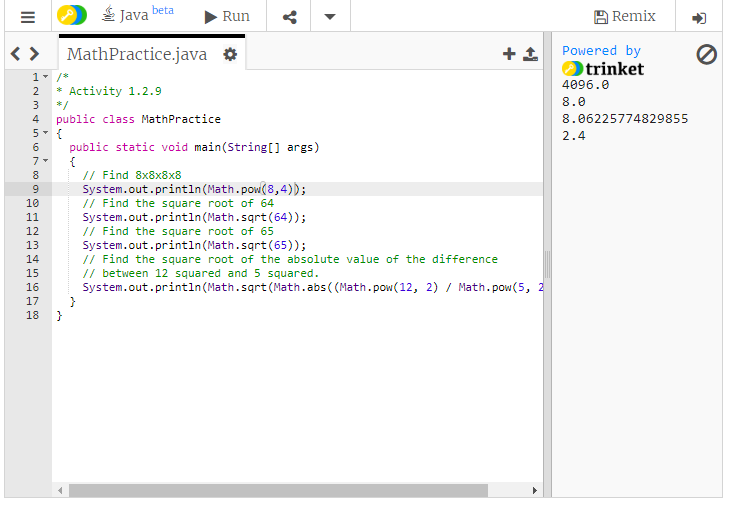 Java beta Run Remix
MathPractice.java
1 /*
2 * Activity 1.2.9
3 */
4 public class MathPractice
5 {
6 public static void main(String[] args)
7 {
8 // Find 8x8x8x8
9 System.out.println(Math.pow(8,4));
10 // Find the square root of 64
11 System.out.println(Math.sqrt(64));
12 // Find the square root of 65
13 System.out.println(Math.sqrt(65));
14 // Find the square root of the absolute value of the difference
15 // between 12 squared and 5 squared.
16 System.out.println(Math.sqrt(Math.abs((Math.pow(12, 2) / Math.pow(5, 2
17 }
18 }
Powered by
trinket
4096.0
8.0
8.06225774829855
2.4